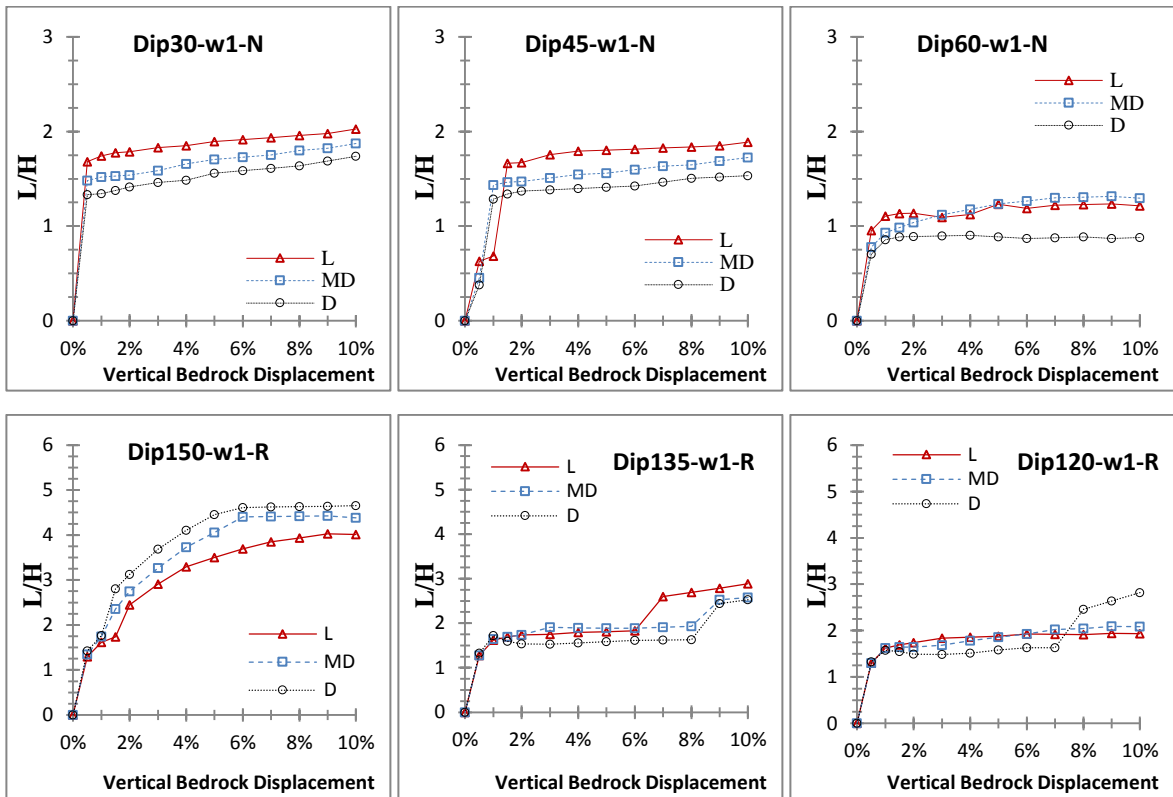 Dip30-w1-N
L/H
3
2
1
0
L
MD
D
0% 2% 4% 6% 8% 10%
Vertical Bedrock Displacement
Dip45-w1-N
L/H
3
2
1
0
L
MD
D
0% 2% 4% 6% 8% 10%
Vertical Bedrock Displacement
Dip60-w1-N
L/H
3
2
1
0
L
MD
D
0% 2% 4% 6% 8% 10%
Vertical Bedrock Displacement
Dip150-w1-R
L/H
6
5
4
3
2
1
0
L
MD
D
0% 2% 4% 6% 8% 10%
Vertical Bedrock Displacement
Dip135-w1-R
L/H
6
5
4
3
2
1
0
L
MD
D
0% 2% 4% 6% 8% 10%
Vertical Bedrock Displacement
Dip120-w1-R
L/H
6
5
4
3
2
1
0
L
MD
D
0% 2% 4% 6% 8% 10%
Vertical Bedrock Displacement